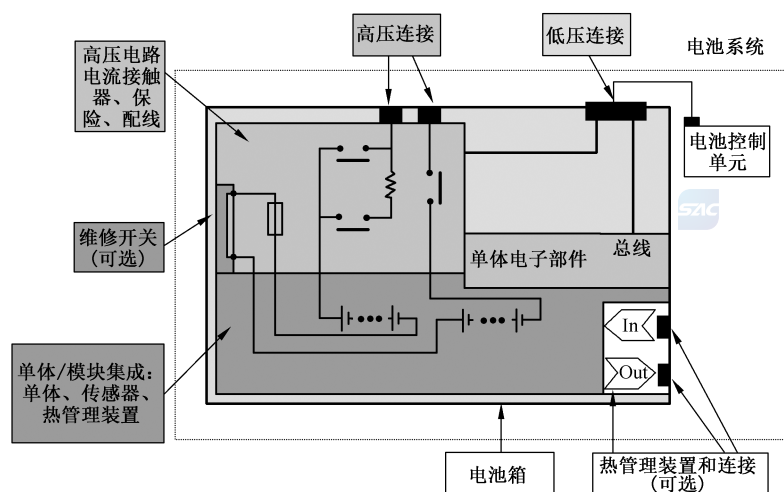 高压电路
电流接触
器、保
险、配线
高压连接
低压连接
电池系统
电池控制
单元
SAC
维修开关
(可选)
单体电子部件
总线
单体/模块集成：
单体、传感器、
热管理装置
In
Out
电池箱
热管理装置和连接
(可选)